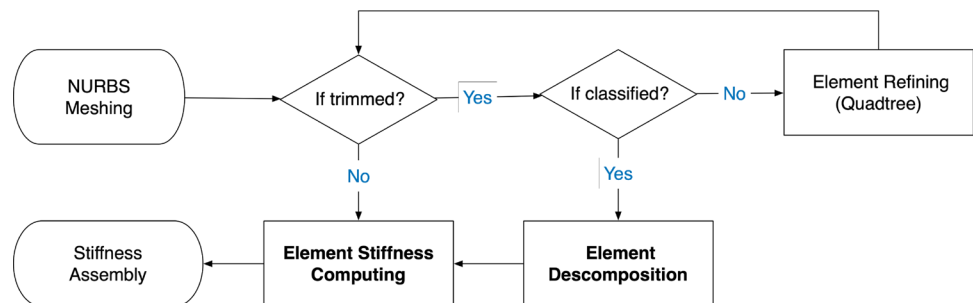 NURBS
Meshing
If trimmed?
Yes
If classified?
No
Element Refining
(Quadtree)
No
Yes
Stiffness
Assembly
Element Stiffness
Computing
Element
Descomposition